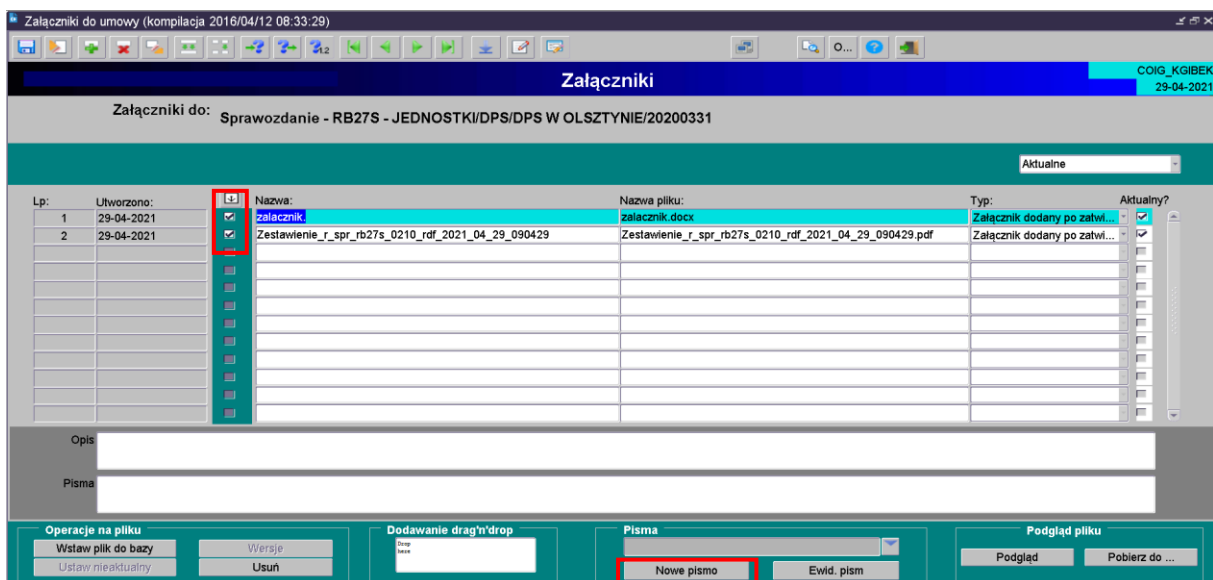 Załączniki do umowy (kompilacja 2016/04/12 08:33:29)
O...
Załączniki
COIG_KGIBEK
29-04-2021
Załączniki do: Sprawozdanie - RB27S - JEDNOSTKI/DPS/DPS W OLSZTYNIE/20200331
Aktualne
Lp: Utworzono: Nazwa: Nazwa pliku: Typ: Aktualny?
1 29-04-2021 zalacznik. zalacznik.docx Załącznik dodany po zatwi...
2 29-04-2021 Zestawienie_r_spr_rb27s_0210_rdf_2021_04_29_090429 Zestawienie_r_spr_rb27s_0210_rdf_2021_04_29_090429.pdf Załącznik dodany po zatwi...
Opis
Pisma
Operacje na pliku Dodawanie drag'n'drop Pisma Podgląd pliku
Wstaw plik do bazy Wersje Drop here Podgląd Pobierz do ...
Ustaw nieaktualny Usuń Nowe pismo Ewid. pism